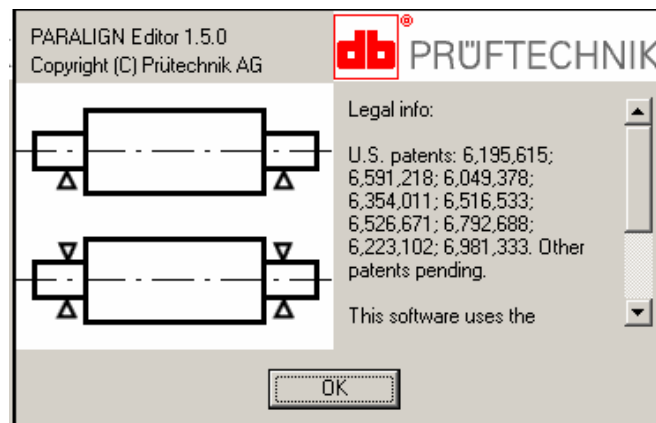 PARALIGN Editor 1.5.0
Copyright (C) Prütechnik AG
db
®
PRÜFTECHNIK
Legal info:
U.S. patents: 6,195,615;
6,591,218; 6,049,378;
6,354,011; 6,516,533;
6,526,671; 6,792,688;
6,223,102; 6,981,333. Other
patents pending.
This software uses the
OK